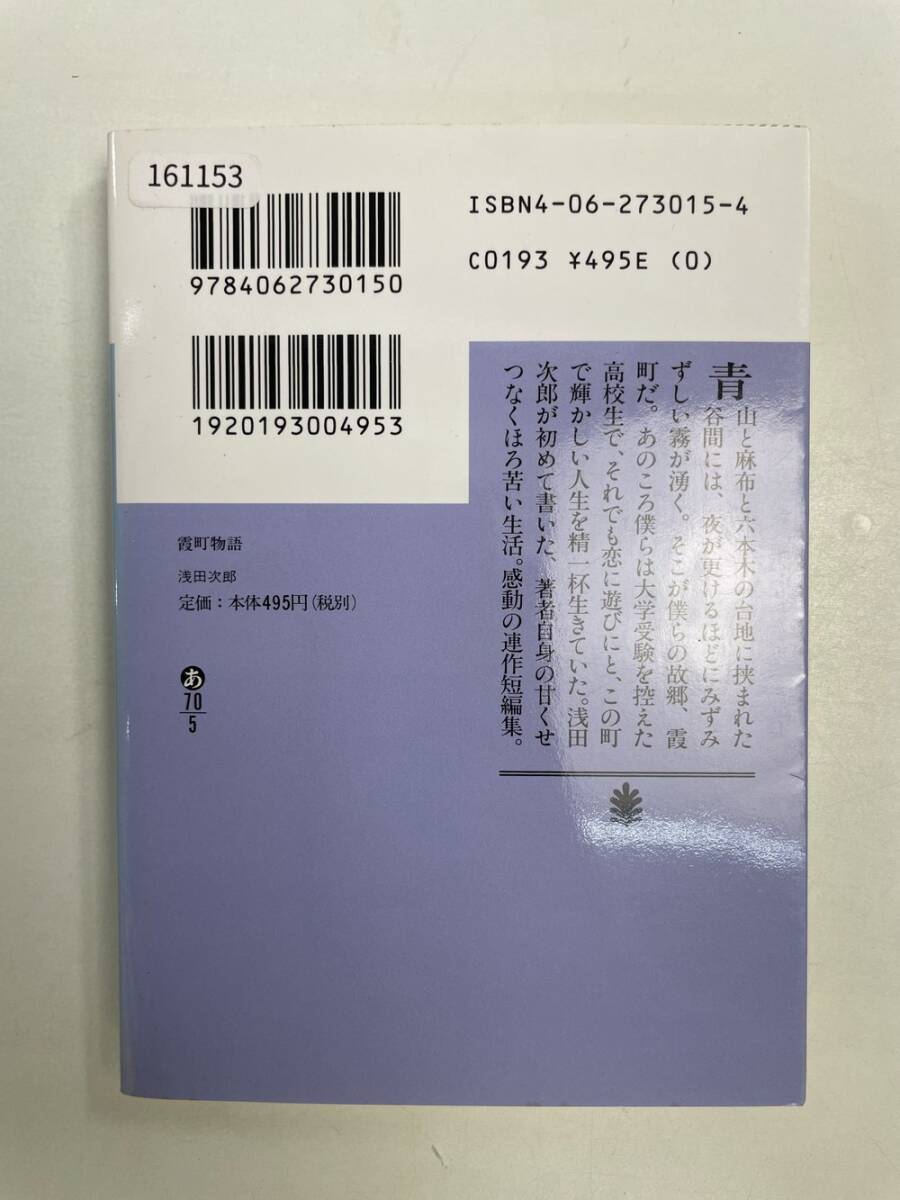 161153
ISBN4-06-273015-4
C0193 ¥495E (0)
9784062730150
1920193004953
青山と麻布と六本木の台地に挟まれた
谷間には、夜が更けるほどにみずみ
ずしい霧が湧く。そこが僕らの故郷、霞
町だ。あのころ僕らは大学受験を控えた
高校生で、それでも恋に遊びにと、この町
で輝かしい人生を精一杯生きていた。浅田
次郎が初めて書いた、著者自身の甘くせ
つなくほろ苦い生活。感動の連作短編集。
霞町物語
浅田次郎
定価：本体495円（税別）
あ
70
5